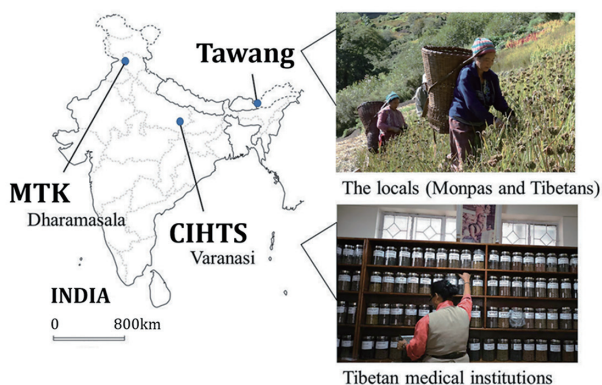 Tawang
MTK
Dharamasala
CIHTS
Varanasi
INDIA
0 800km
The locals (Monpas and Tibetans)
Tibetan medical institutions